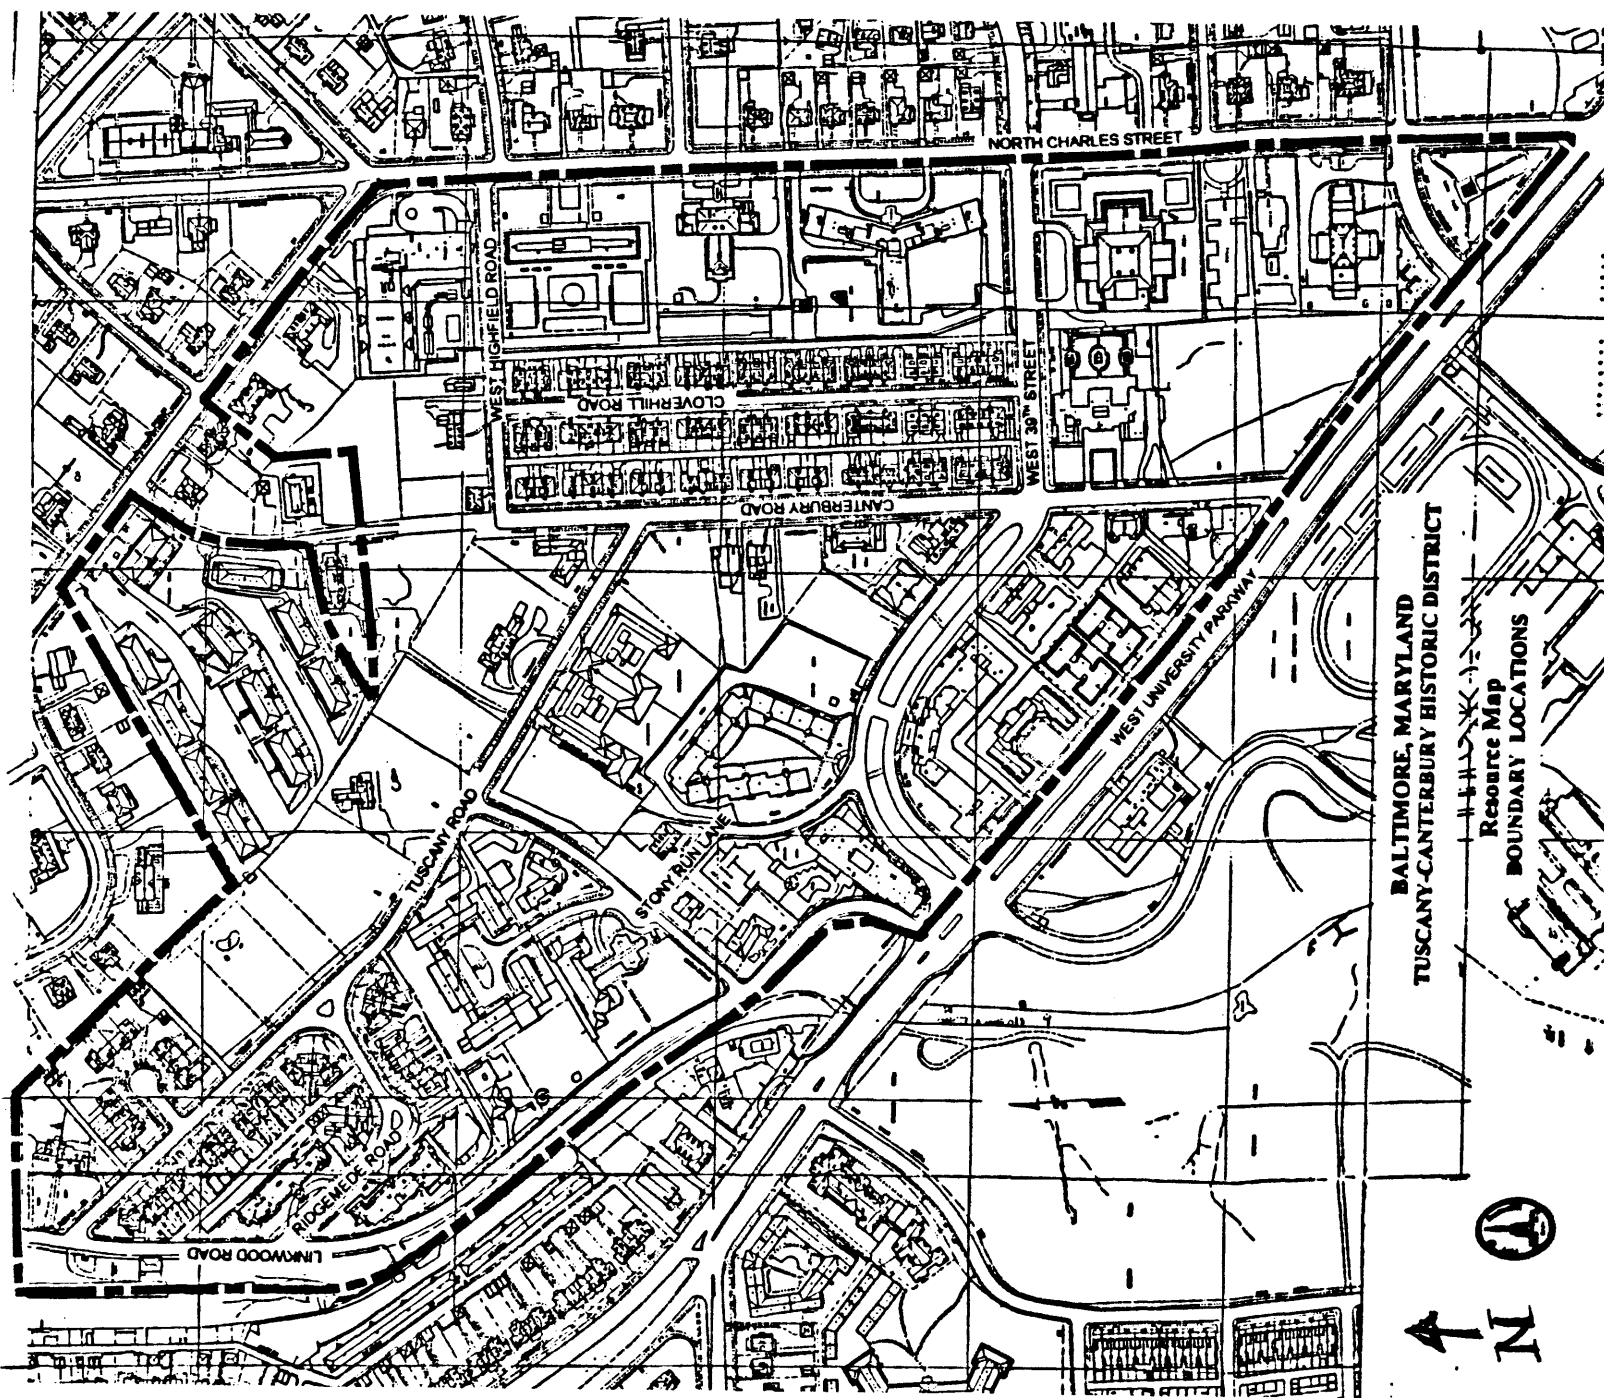 NORTH CHARLES STREET
WEST HIGHFIELD ROAD
CLOVERHILL ROAD
WEST 39TH STREET
CANTERBURY ROAD
WEST UNIVERSITY PARKWAY
TUSCANY ROAD
STONY RUN LANE
RIDGEMEDE ROAD
LINKWOOD ROAD
BALTIMORE, MARYLAND
TUSCANY-CANTERBURY HISTORIC DISTRICT
Resource Map
BOUNDARY LOCATIONS
N